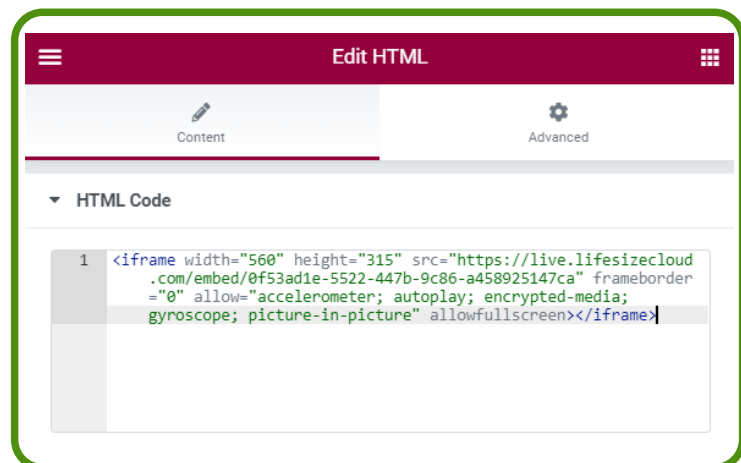 Edit HTML
Content
Advanced
HTML Code
1 <iframe width="560" height="315" src="https://live.lifesizecloud
.com/embed/0f53ad1e-5522-447b-9c86-a458925147ca" frameborder
="0" allow="accelerometer; autoplay; encrypted-media;
gyroscope; picture-in-picture" allowfullscreen></iframe>